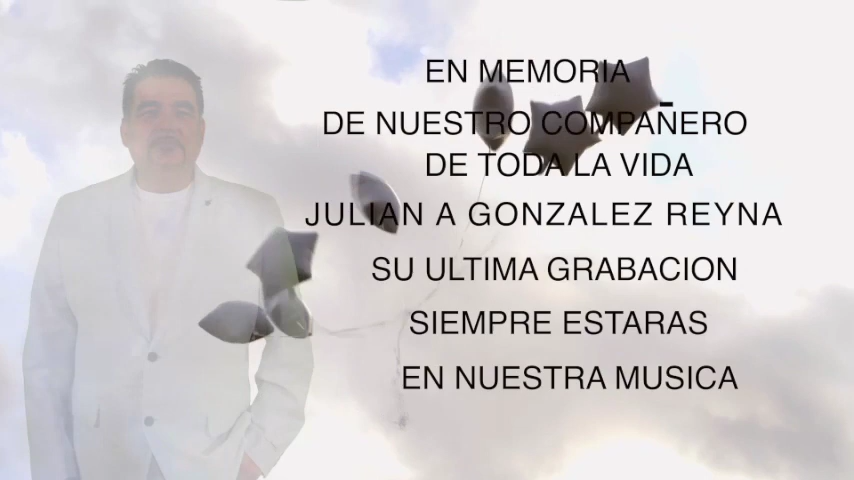 EN MEMORIA
DE NUESTRO COMPAÑERO
DE TODA LA VIDA
JULIAN A GONZALEZ REYNA
SU ULTIMA GRABACION
SIEMPRE ESTARAS
EN NUESTRA MUSICA